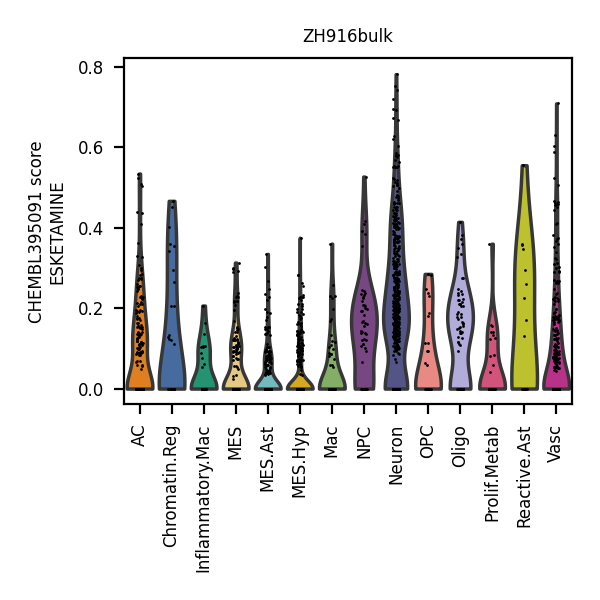 ZH916bulk
CHEMBL395091 score
ESKETAMINE
0.8
0.6
0.4
0.2
0.0
AC
Chromatin.Reg
Inflammatory.Mac
MES
MES.Ast
MES.Hyp
Mac
NPC
Neuron
OPC
Oligo
Prolif.Metab
Reactive.Ast
Vasc